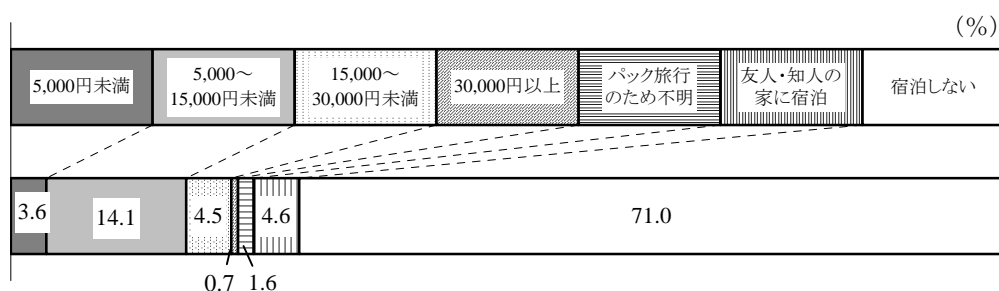 (%)
5,000円未満
5,000～
15,000円未満
15,000～
30,000円未満
30,000円以上
パック旅行
のため不明
友人・知人の
家に宿泊
宿泊しない
3.6
14.1
4.5
4.6
71.0
0.7
1.6